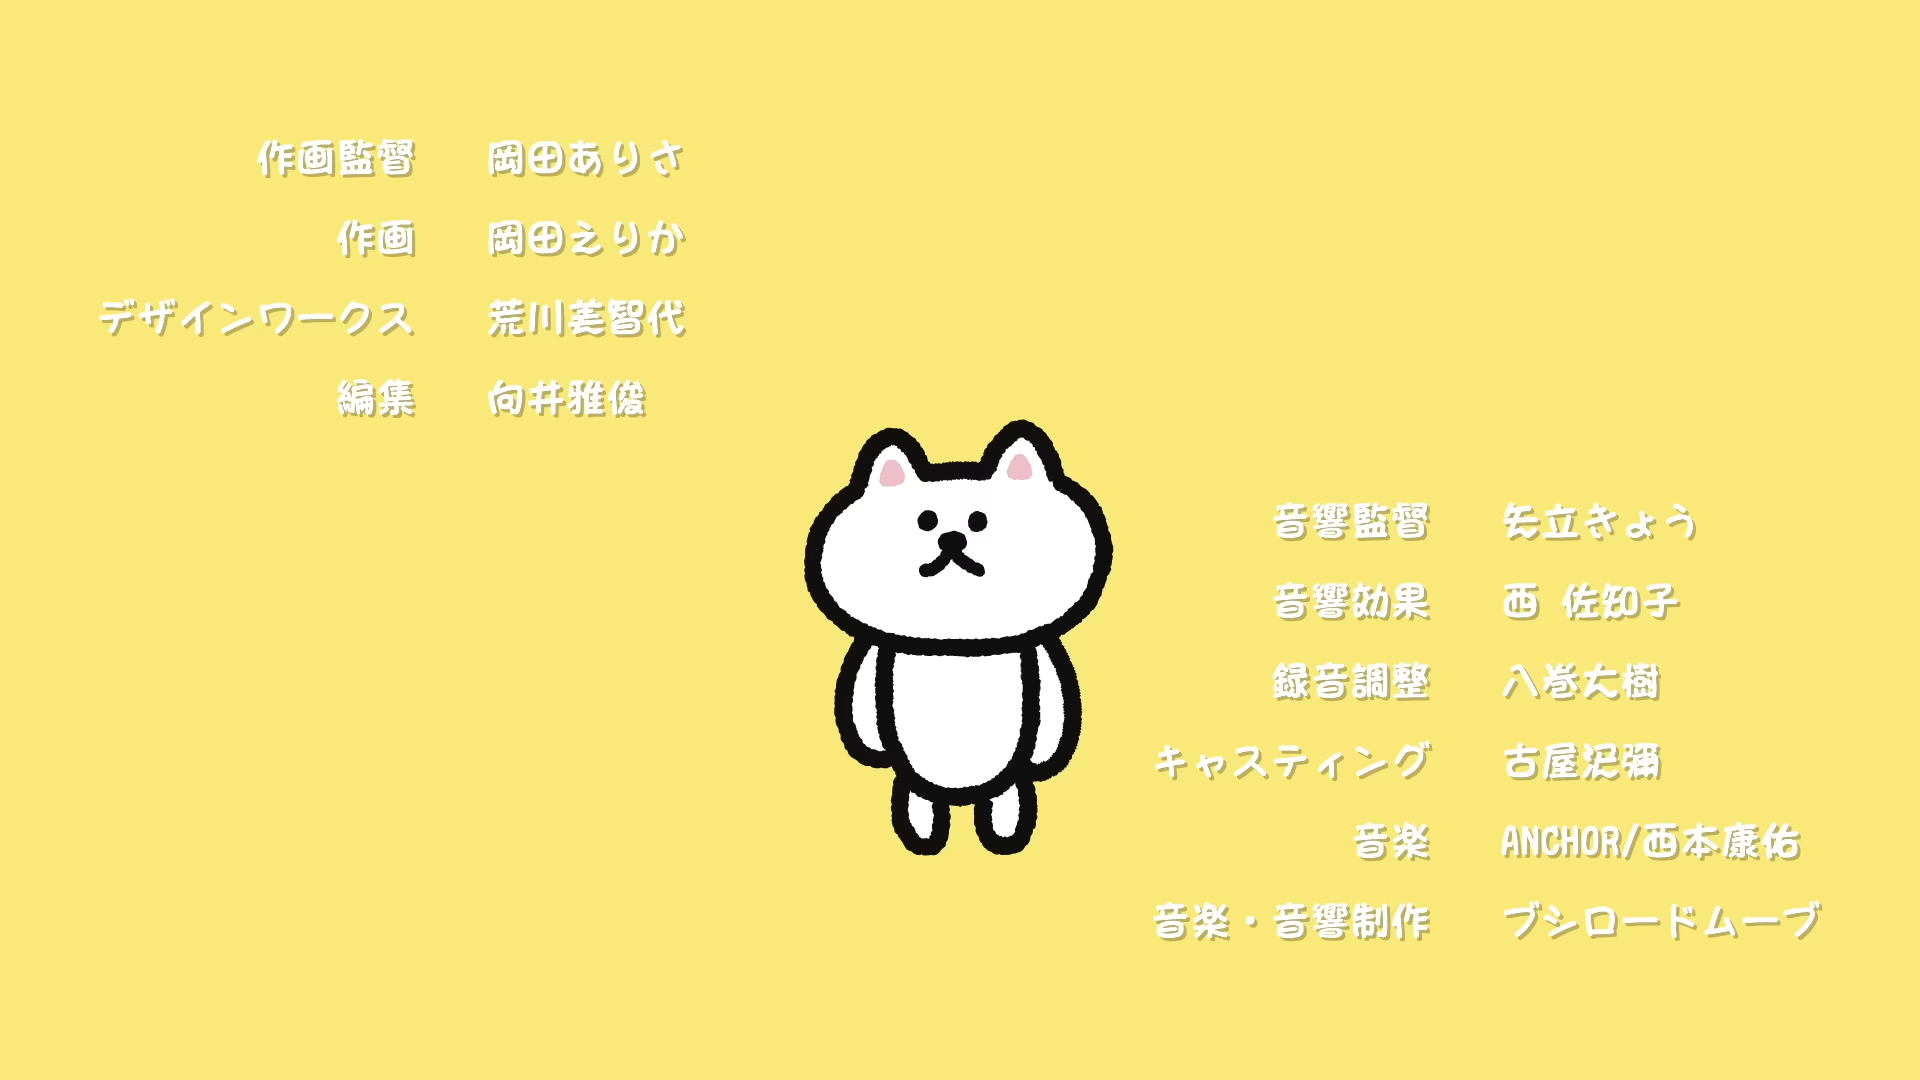 作画監督 岡田ありさ
作画 岡田えりか
デザインワークス 荒川美智代
編集 向井雅俊
音響監督 矢立きょう
音響効果 西 佐知子
録音調整 八巻大樹
キャスティング 古屋沢彌
音楽 ANCHOR/西本康佑
音楽・音響制作 ブシロードムーブ